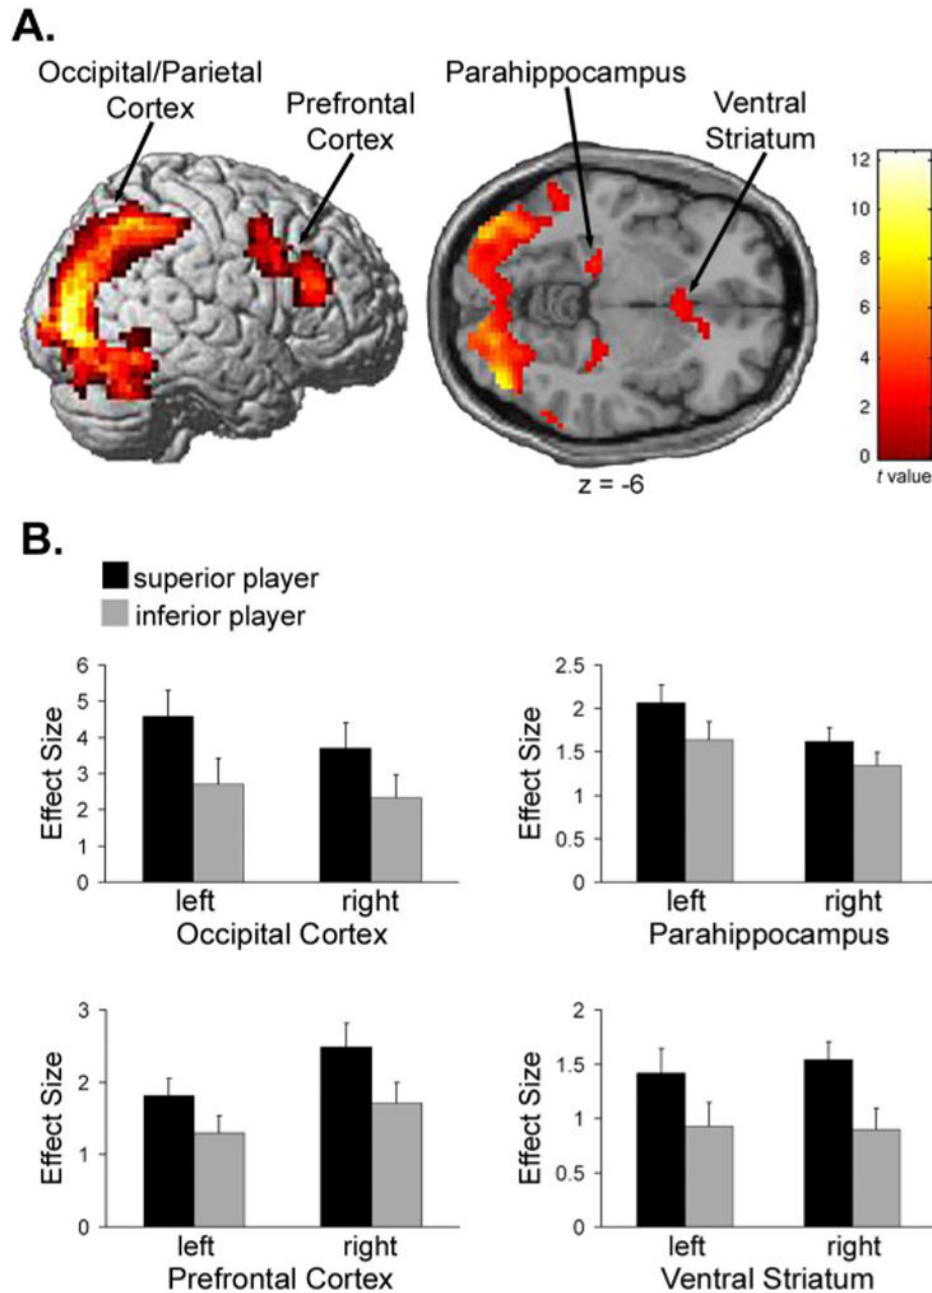 A.
Occipital/Parietal
Cortex
Prefrontal
Cortex
Parahippocampus
Ventral
Striatum
12
10
8
6
4
2
0
t value
z = -6
B.
superior player
inferior player
6
5
4
3
2
1
0
Effect Size
left right
Occipital Cortex
2.5
2
1.5
1
0.5
0
Effect Size
left right
Parahippocampus
3
2
1
0
Effect Size
left right
Prefrontal Cortex
2
1.5
1
0.5
0
Effect Size
left right
Ventral Striatum